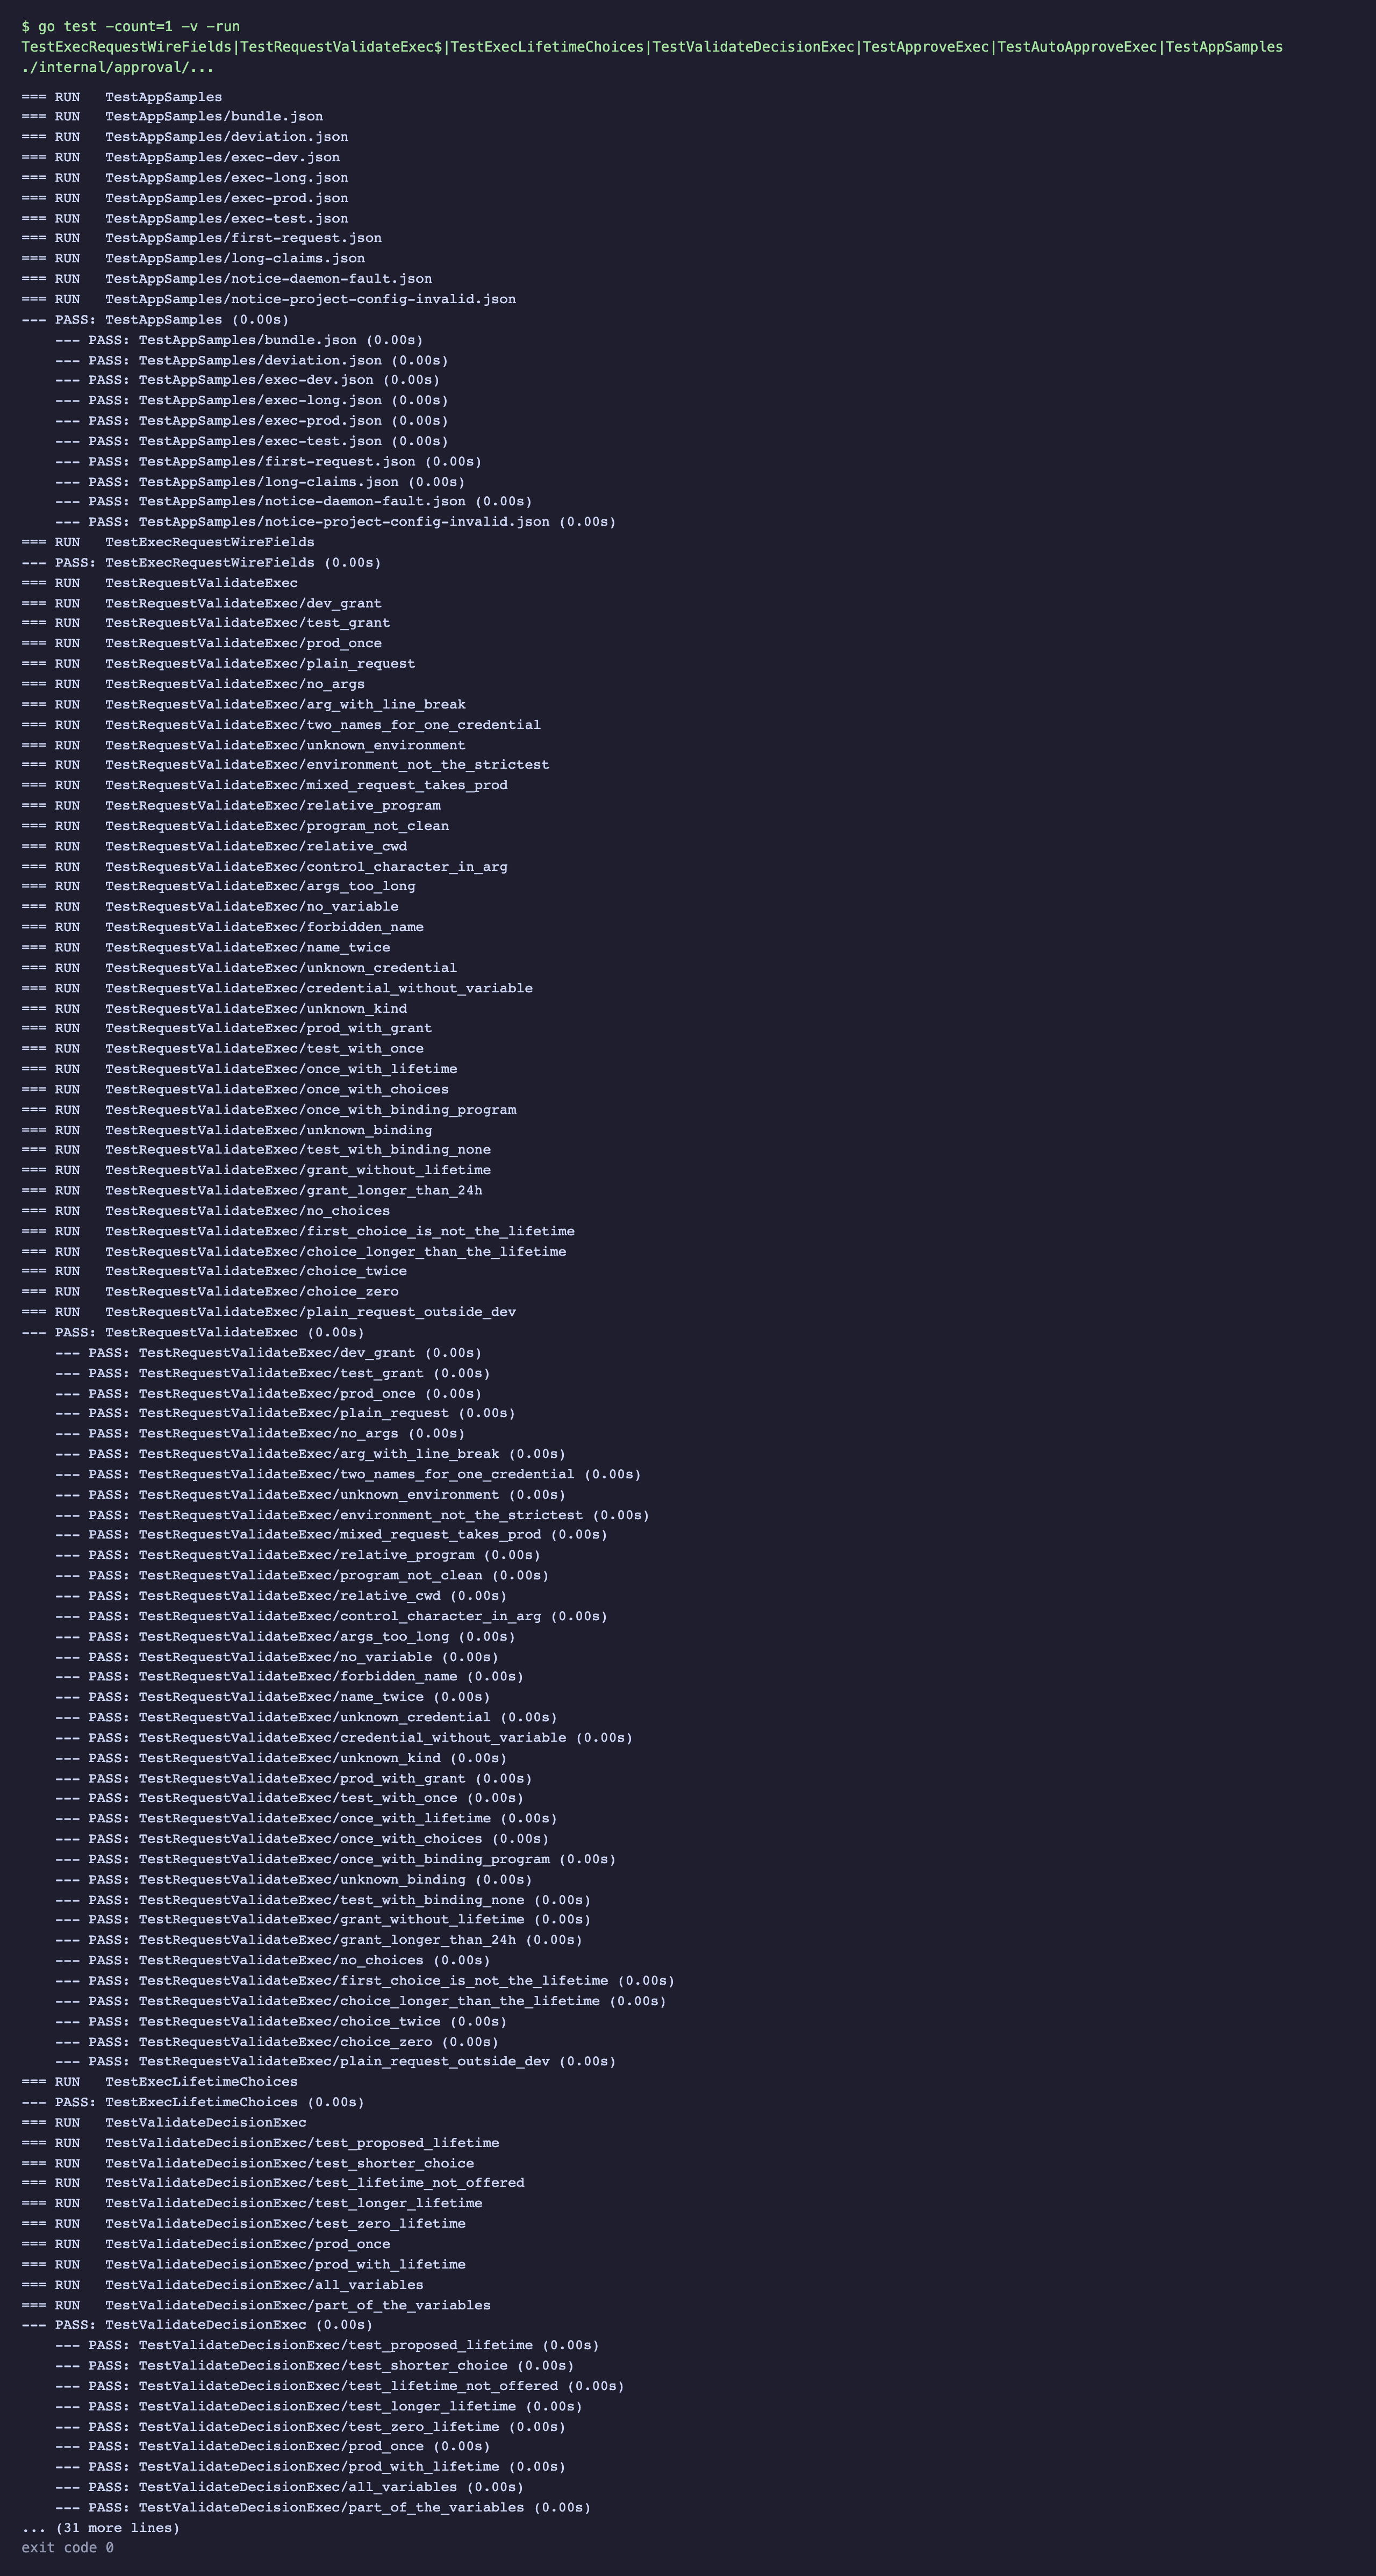 $ go test -count=1 -v -run
TestExecRequestWireFields|TestRequestValidateExec$|TestExecLifetimeChoices|TestValidateDecisionExec|TestApproveExec|TestAutoApproveExec|TestAppSamples
./internal/approval/...
=== RUN   TestAppSamples
=== RUN   TestAppSamples/bundle.json
=== RUN   TestAppSamples/deviation.json
=== RUN   TestAppSamples/exec-dev.json
=== RUN   TestAppSamples/exec-long.json
=== RUN   TestAppSamples/exec-prod.json
=== RUN   TestAppSamples/exec-test.json
=== RUN   TestAppSamples/first-request.json
=== RUN   TestAppSamples/long-claims.json
=== RUN   TestAppSamples/notice-daemon-fault.json
=== RUN   TestAppSamples/notice-project-config-invalid.json
--- PASS: TestAppSamples (0.00s)
    --- PASS: TestAppSamples/bundle.json (0.00s)
    --- PASS: TestAppSamples/deviation.json (0.00s)
    --- PASS: TestAppSamples/exec-dev.json (0.00s)
    --- PASS: TestAppSamples/exec-long.json (0.00s)
    --- PASS: TestAppSamples/exec-prod.json (0.00s)
    --- PASS: TestAppSamples/exec-test.json (0.00s)
    --- PASS: TestAppSamples/first-request.json (0.00s)
    --- PASS: TestAppSamples/long-claims.json (0.00s)
    --- PASS: TestAppSamples/notice-daemon-fault.json (0.00s)
    --- PASS: TestAppSamples/notice-project-config-invalid.json (0.00s)
=== RUN   TestExecRequestWireFields
--- PASS: TestExecRequestWireFields (0.00s)
=== RUN   TestRequestValidateExec
=== RUN   TestRequestValidateExec/dev_grant
=== RUN   TestRequestValidateExec/test_grant
=== RUN   TestRequestValidateExec/prod_once
=== RUN   TestRequestValidateExec/plain_request
=== RUN   TestRequestValidateExec/no_args
=== RUN   TestRequestValidateExec/arg_with_line_break
=== RUN   TestRequestValidateExec/two_names_for_one_credential
=== RUN   TestRequestValidateExec/unknown_environment
=== RUN   TestRequestValidateExec/environment_not_the_strictest
=== RUN   TestRequestValidateExec/mixed_request_takes_prod
=== RUN   TestRequestValidateExec/relative_program
=== RUN   TestRequestValidateExec/program_not_clean
=== RUN   TestRequestValidateExec/relative_cwd
=== RUN   TestRequestValidateExec/control_character_in_arg
=== RUN   TestRequestValidateExec/args_too_long
=== RUN   TestRequestValidateExec/no_variable
=== RUN   TestRequestValidateExec/forbidden_name
=== RUN   TestRequestValidateExec/name_twice
=== RUN   TestRequestValidateExec/unknown_credential
=== RUN   TestRequestValidateExec/credential_without_variable
=== RUN   TestRequestValidateExec/unknown_kind
=== RUN   TestRequestValidateExec/prod_with_grant
=== RUN   TestRequestValidateExec/test_with_once
=== RUN   TestRequestValidateExec/once_with_lifetime
=== RUN   TestRequestValidateExec/once_with_choices
=== RUN   TestRequestValidateExec/once_with_binding_program
=== RUN   TestRequestValidateExec/unknown_binding
=== RUN   TestRequestValidateExec/test_with_binding_none
=== RUN   TestRequestValidateExec/grant_without_lifetime
=== RUN   TestRequestValidateExec/grant_longer_than_24h
=== RUN   TestRequestValidateExec/no_choices
=== RUN   TestRequestValidateExec/first_choice_is_not_the_lifetime
=== RUN   TestRequestValidateExec/choice_longer_than_the_lifetime
=== RUN   TestRequestValidateExec/choice_twice
=== RUN   TestRequestValidateExec/choice_zero
=== RUN   TestRequestValidateExec/plain_request_outside_dev
--- PASS: TestRequestValidateExec (0.00s)
    --- PASS: TestRequestValidateExec/dev_grant (0.00s)
    --- PASS: TestRequestValidateExec/test_grant (0.00s)
    --- PASS: TestRequestValidateExec/prod_once (0.00s)
    --- PASS: TestRequestValidateExec/plain_request (0.00s)
    --- PASS: TestRequestValidateExec/no_args (0.00s)
    --- PASS: TestRequestValidateExec/arg_with_line_break (0.00s)
    --- PASS: TestRequestValidateExec/two_names_for_one_credential (0.00s)
    --- PASS: TestRequestValidateExec/unknown_environment (0.00s)
    --- PASS: TestRequestValidateExec/environment_not_the_strictest (0.00s)
    --- PASS: TestRequestValidateExec/mixed_request_takes_prod (0.00s)
    --- PASS: TestRequestValidateExec/relative_program (0.00s)
    --- PASS: TestRequestValidateExec/program_not_clean (0.00s)
    --- PASS: TestRequestValidateExec/relative_cwd (0.00s)
    --- PASS: TestRequestValidateExec/control_character_in_arg (0.00s)
    --- PASS: TestRequestValidateExec/args_too_long (0.00s)
    --- PASS: TestRequestValidateExec/no_variable (0.00s)
    --- PASS: TestRequestValidateExec/forbidden_name (0.00s)
    --- PASS: TestRequestValidateExec/name_twice (0.00s)
    --- PASS: TestRequestValidateExec/unknown_credential (0.00s)
    --- PASS: TestRequestValidateExec/credential_without_variable (0.00s)
    --- PASS: TestRequestValidateExec/unknown_kind (0.00s)
    --- PASS: TestRequestValidateExec/prod_with_grant (0.00s)
    --- PASS: TestRequestValidateExec/test_with_once (0.00s)
    --- PASS: TestRequestValidateExec/once_with_lifetime (0.00s)
    --- PASS: TestRequestValidateExec/once_with_choices (0.00s)
    --- PASS: TestRequestValidateExec/once_with_binding_program (0.00s)
    --- PASS: TestRequestValidateExec/unknown_binding (0.00s)
    --- PASS: TestRequestValidateExec/test_with_binding_none (0.00s)
    --- PASS: TestRequestValidateExec/grant_without_lifetime (0.00s)
    --- PASS: TestRequestValidateExec/grant_longer_than_24h (0.00s)
    --- PASS: TestRequestValidateExec/no_choices (0.00s)
    --- PASS: TestRequestValidateExec/first_choice_is_not_the_lifetime (0.00s)
    --- PASS: TestRequestValidateExec/choice_longer_than_the_lifetime (0.00s)
    --- PASS: TestRequestValidateExec/choice_twice (0.00s)
    --- PASS: TestRequestValidateExec/choice_zero (0.00s)
    --- PASS: TestRequestValidateExec/plain_request_outside_dev (0.00s)
=== RUN   TestExecLifetimeChoices
--- PASS: TestExecLifetimeChoices (0.00s)
=== RUN   TestValidateDecisionExec
=== RUN   TestValidateDecisionExec/test_proposed_lifetime
=== RUN   TestValidateDecisionExec/test_shorter_choice
=== RUN   TestValidateDecisionExec/test_lifetime_not_offered
=== RUN   TestValidateDecisionExec/test_longer_lifetime
=== RUN   TestValidateDecisionExec/test_zero_lifetime
=== RUN   TestValidateDecisionExec/prod_once
=== RUN   TestValidateDecisionExec/prod_with_lifetime
=== RUN   TestValidateDecisionExec/all_variables
=== RUN   TestValidateDecisionExec/part_of_the_variables
--- PASS: TestValidateDecisionExec (0.00s)
    --- PASS: TestValidateDecisionExec/test_proposed_lifetime (0.00s)
    --- PASS: TestValidateDecisionExec/test_shorter_choice (0.00s)
    --- PASS: TestValidateDecisionExec/test_lifetime_not_offered (0.00s)
    --- PASS: TestValidateDecisionExec/test_longer_lifetime (0.00s)
    --- PASS: TestValidateDecisionExec/test_zero_lifetime (0.00s)
    --- PASS: TestValidateDecisionExec/prod_once (0.00s)
    --- PASS: TestValidateDecisionExec/prod_with_lifetime (0.00s)
    --- PASS: TestValidateDecisionExec/all_variables (0.00s)
    --- PASS: TestValidateDecisionExec/part_of_the_variables (0.00s)
... (31 more lines)
exit code 0